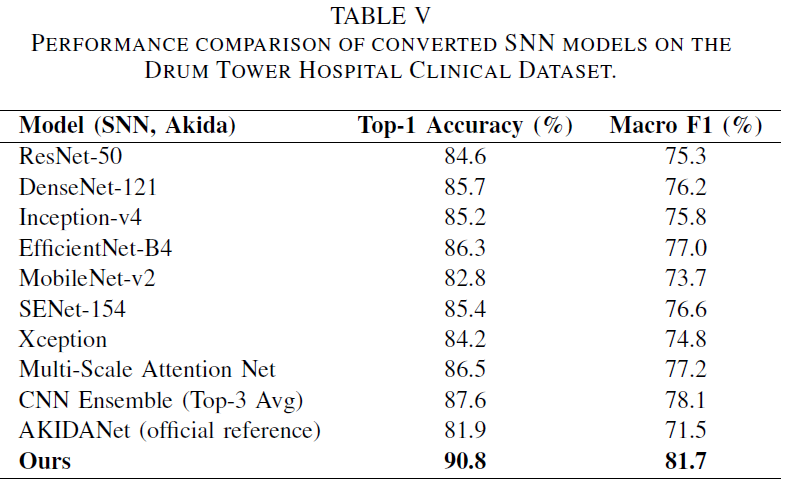 TABLE V
PERFORMANCE COMPARISON OF CONVERTED SNN MODELS ON THE
DRUM TOWER HOSPITAL CLINICAL DATASET.
Model (SNN, Akida) Top-1 Accuracy (%) Macro F1 (%)
ResNet-50 84.6 75.3
DenseNet-121 85.7 76.2
Inception-v4 85.2 75.8
EfficientNet-B4 86.3 77.0
MobileNet-v2 82.8 73.7
SENet-154 85.4 76.6
Xception 84.2 74.8
Multi-Scale Attention Net 86.5 77.2
CNN Ensemble (Top-3 Avg) 87.6 78.1
AKIDANet (official reference) 81.9 71.5
Ours 90.8 81.7